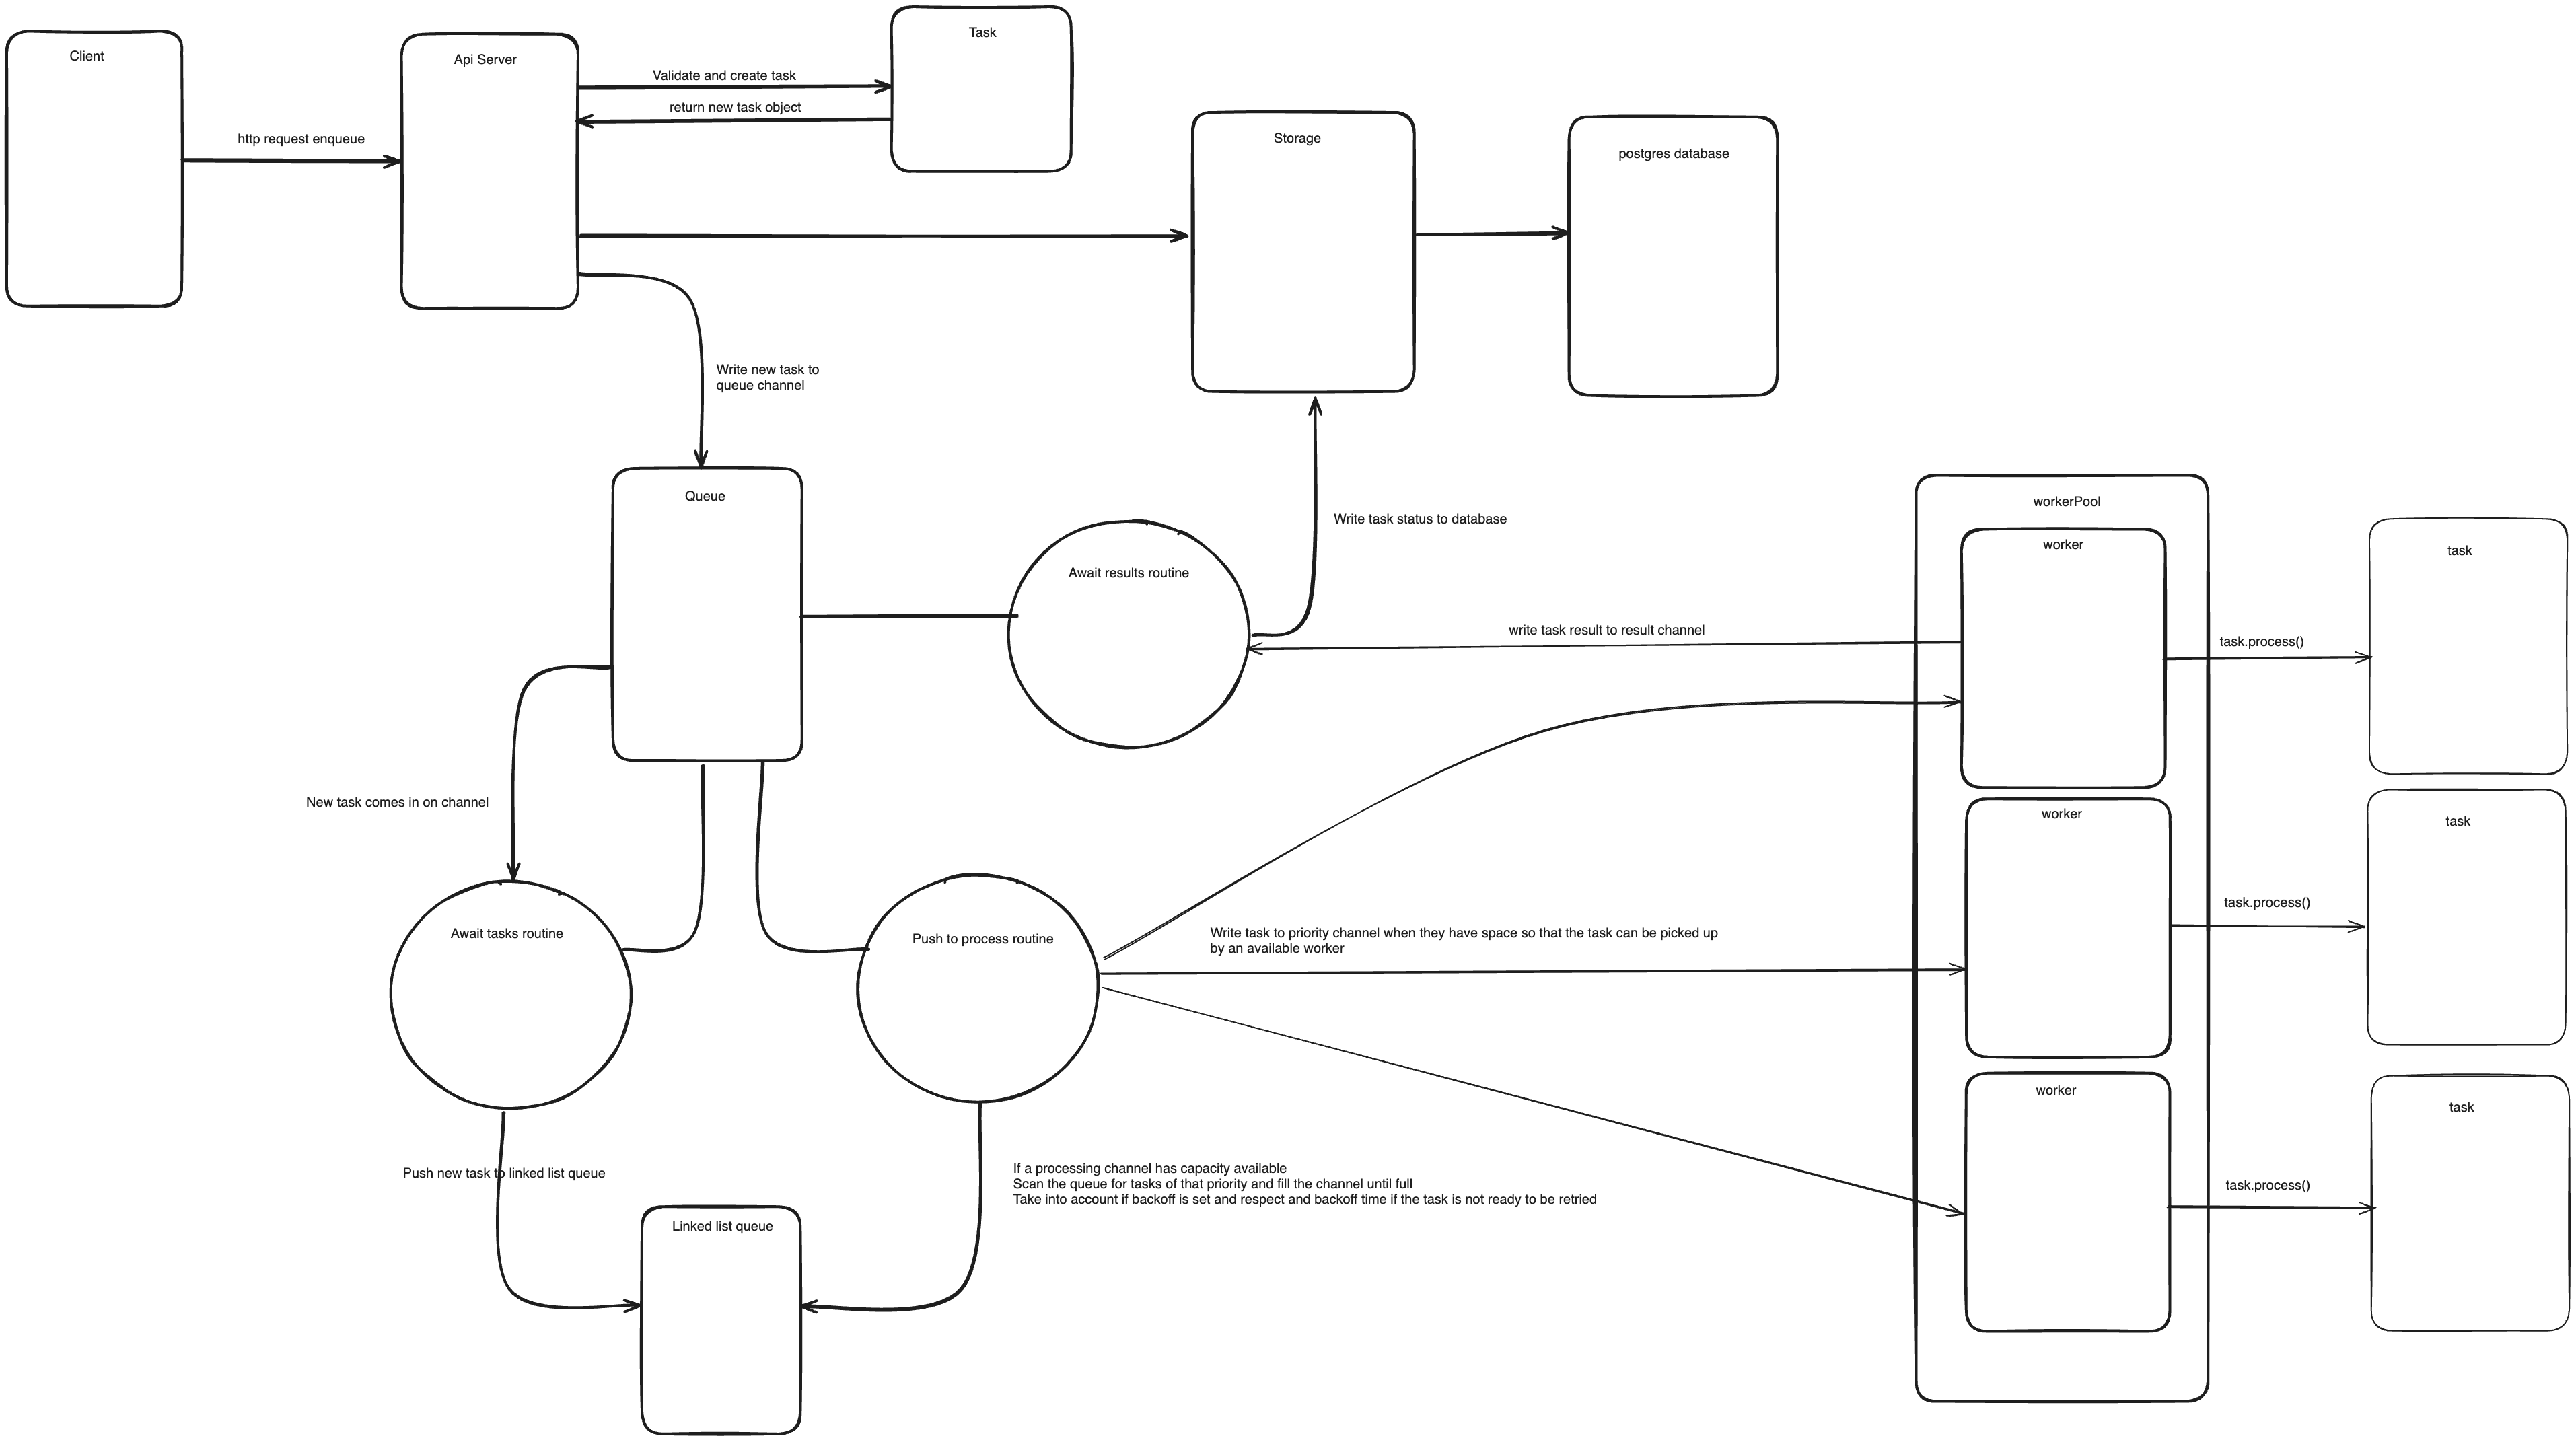 Client
Api Server
Task
Validate and create task
return new task object
http request enqueue
Storage
postgres database
Write new task to
queue channel
Queue
Await results routine
Write task status to database
workerPool
worker
task
write task result to result channel
task.process()
New task comes in on channel
worker
task
task.process()
Await tasks routine
Push to process routine
Write task to priority channel when they have space so that the task can be picked up
by an available worker
worker
task
Push new task to linked list queue
If a processing channel has capacity available
Scan the queue for tasks of that priority and fill the channel until full
Take into account if backoff is set and respect and backoff time if the task is not ready to be retried
task.process()
Linked list queue